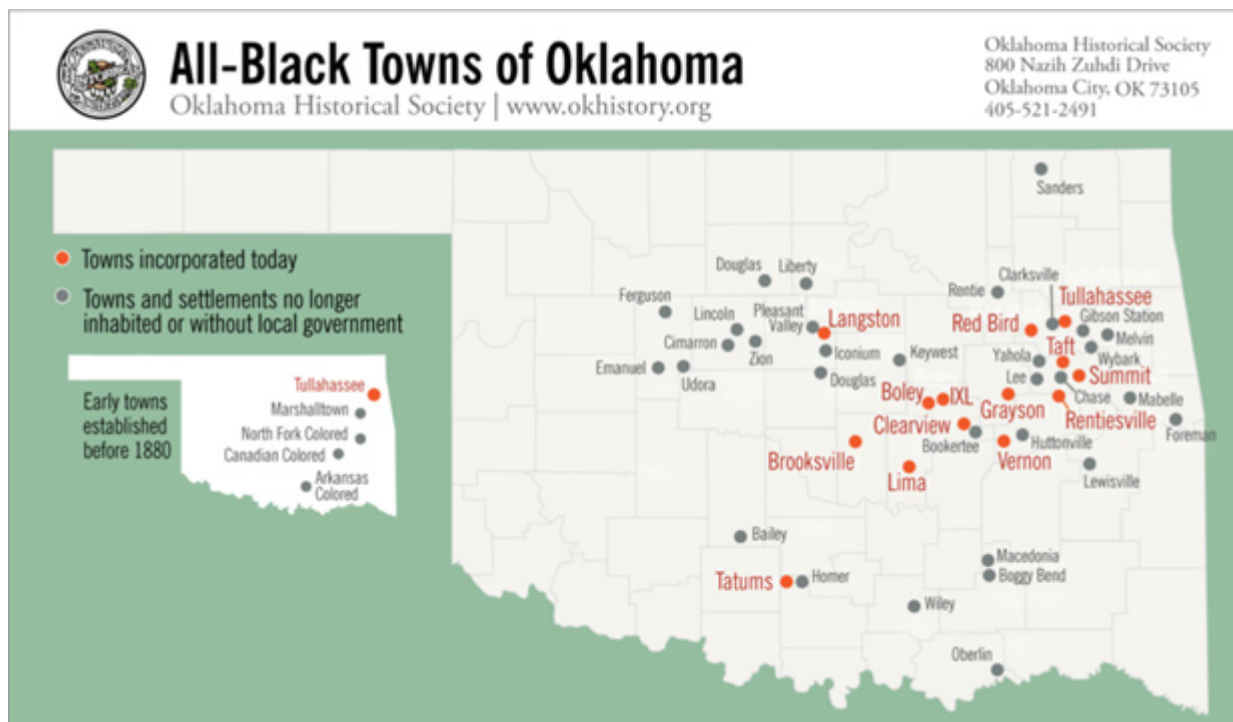 All-Black Towns of Oklahoma
Oklahoma Historical Society | www.okhistory.org
Oklahoma Historical Society
800 Nazih Zuhdi Drive
Oklahoma City, OK 73105
405-521-2491
Towns incorporated today
Towns and settlements no longer
inhabited or without local government
Early towns
established
before 1880
Tullahassee
Marshalltown
North Fork Colored
Canadian Colored
Arkansas
Colored
Sanders
Douglas
Liberty
Clarksville
Rentie
Tullahassee
Ferguson
Lincoln
Pleasant
Valley
Langston
Red Bird
Gibson Station
Melvin
Cimarron
Zion
Iconium
Keywest
Yahola
Taft
Wybark
Emanuel
Udora
Douglas
Lee
Summit
Boley
IXL
Grayson
Chase
Mabelle
Clearview
Rentiesville
Foreman
Bookertee
Huttonville
Brooksville
Vernon
Lima
Lewisville
Bailey
Macedonia
Tatums
Homer
Boggy Bend
Wiley
Oberlin